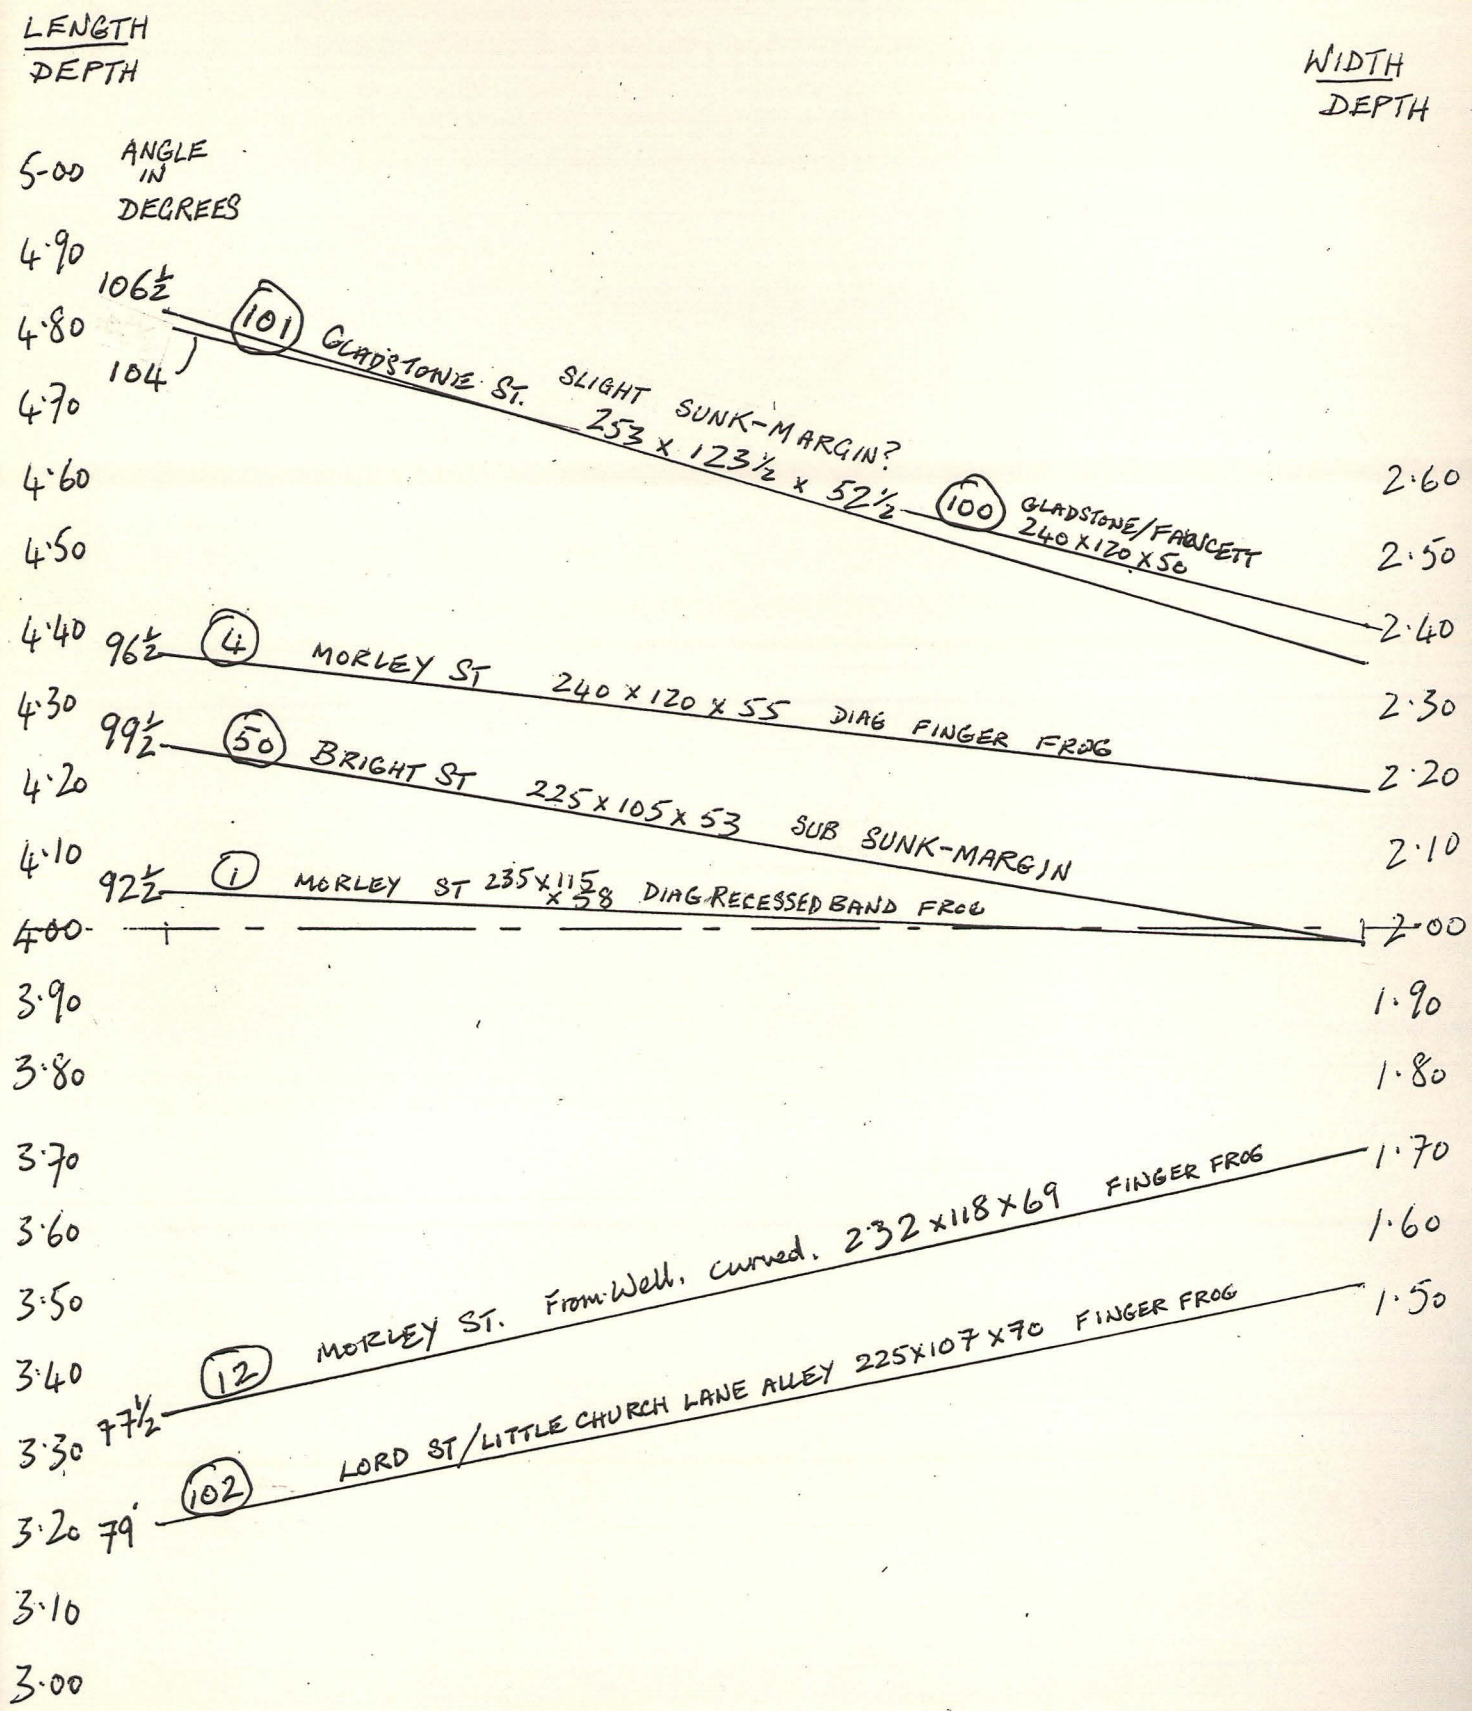 LENGTH
DEPTH
WIDTH
DEPTH
5-00
ANGLE
IN
DEGREES
4.90
106½
4.80
101 GLADSTONE ST. SLIGHT SUNK-MARGIN?
253 x 123½ x 52½
104
4.70
4.60
2.60
100 GLADSTONE/FAWCETT
240 x 120 x 50
4.50
2.50
4.40
2.40
96½ 4 MORLEY ST 240 x 120 x 55 DIAG FINGER FROG
4.30
2.30
99½ 50 BRIGHT ST 225 x 105 x 53 SUB SUNK-MARGIN
4.20
2.20
4.10
2.10
92½ 1 MORLEY ST 235 x 115
x 58 DIAG RECESSED BAND FROG
4.00
2.00
3.90
1.90
3.80
1.80
3.70
1.70
3.60
1.60
3.50
1.50
77½ 12 MORLEY ST. From Well. Curved. 2.32 x 118 x 69 FINGER FROG
3.40
3.30
79 102 LORD ST/LITTLE CHURCH LANE ALLEY 225 x 107 x 70 FINGER FROG
3.20
3.10
3.00